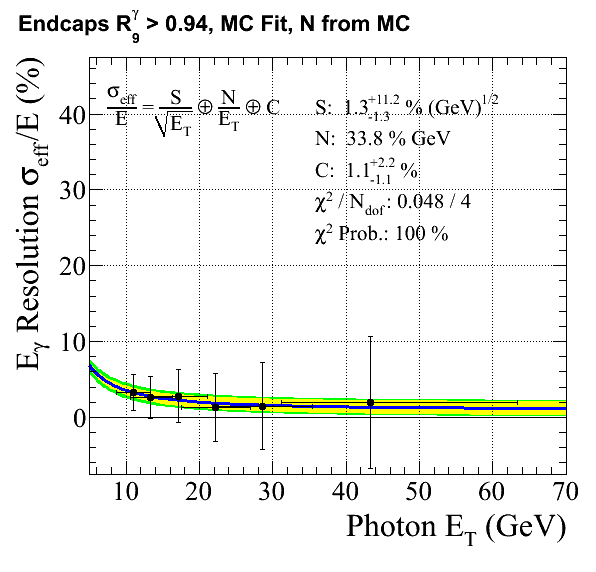 Endcaps R₉ᵞ > 0.94, MC Fit, N from MC
σ_eff/E = S/√E_T ⊕ N/E_T ⊕ C
S: 1.3 +11.2 -1.3 % (GeV)^1/2
N: 33.8 % GeV
C: 1.1 +2.2 -1.1 %
χ² / N_dof: 0.048 / 4
χ² Prob.: 100 %
E_γ Resolution σ_eff/E (%)
40
30
20
10
0
10 20 30 40 50 60 70
Photon E_T (GeV)